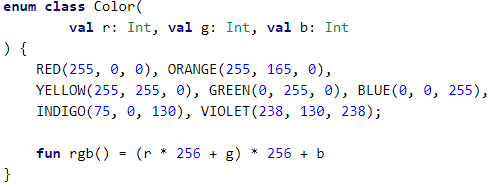 enum class Color(
        val r: Int, val g: Int, val b: Int
) {
    RED(255, 0, 0), ORANGE(255, 165, 0),
    YELLOW(255, 255, 0), GREEN(0, 255, 0), BLUE(0, 0, 255),
    INDIGO(75, 0, 130), VIOLET(238, 130, 238);

    fun rgb() = (r * 256 + g) * 256 + b
}